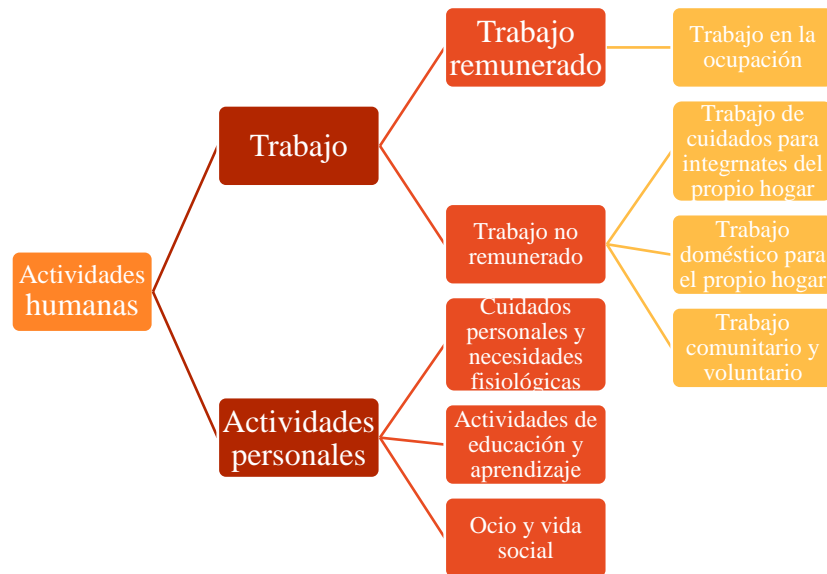 Actividades
humanas
Trabajo
Trabajo
remunerado
Trabajo en la
ocupación
Trabajo no
remunerado
Trabajo de
cuidados para
integrnates del
propio hogar
Trabajo
doméstico para
el propio hogar
Trabajo
comunitario y
voluntario
Actividades
personales
Cuidados
personales y
necesidades
fisiológicas
Actividades de
educación y
aprendizaje
Ocio y vida
social